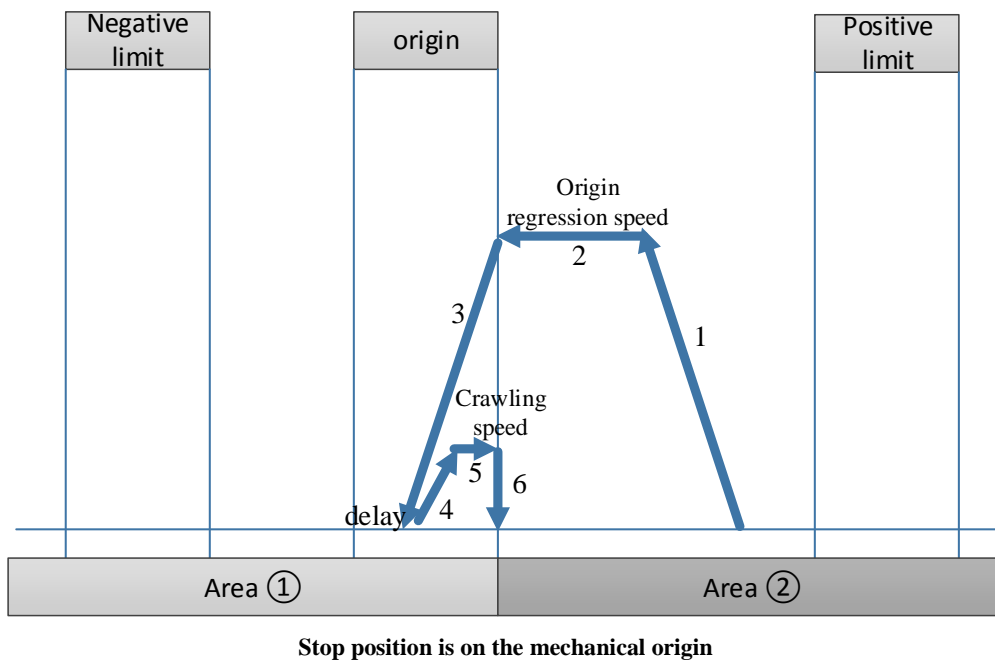 Negative
limit
origin
Positive
limit
Origin
regression speed
2
3
1
Crawling
speed
5
6
4
delay
Area ①
Area ②
Stop position is on the mechanical origin